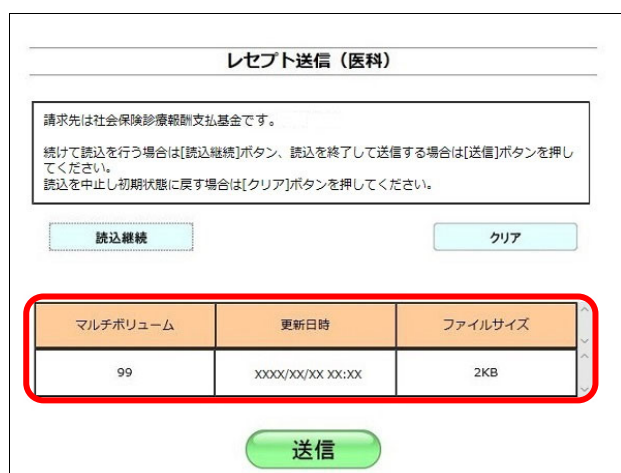 レセプト送信（医科）
請求先は社会保険診療報酬支払基金です。
続けて読込を行う場合は[読込継続]ボタン、読込を終了して送信する場合は[送信]ボタンを押し
てください。
読込を中止し初期状態に戻す場合は[クリア]ボタンを押してください。
読込継続 クリア
マルチボリューム 更新日時 ファイルサイズ
99 XXXX/XX/XX XX:XX 2KB
送信